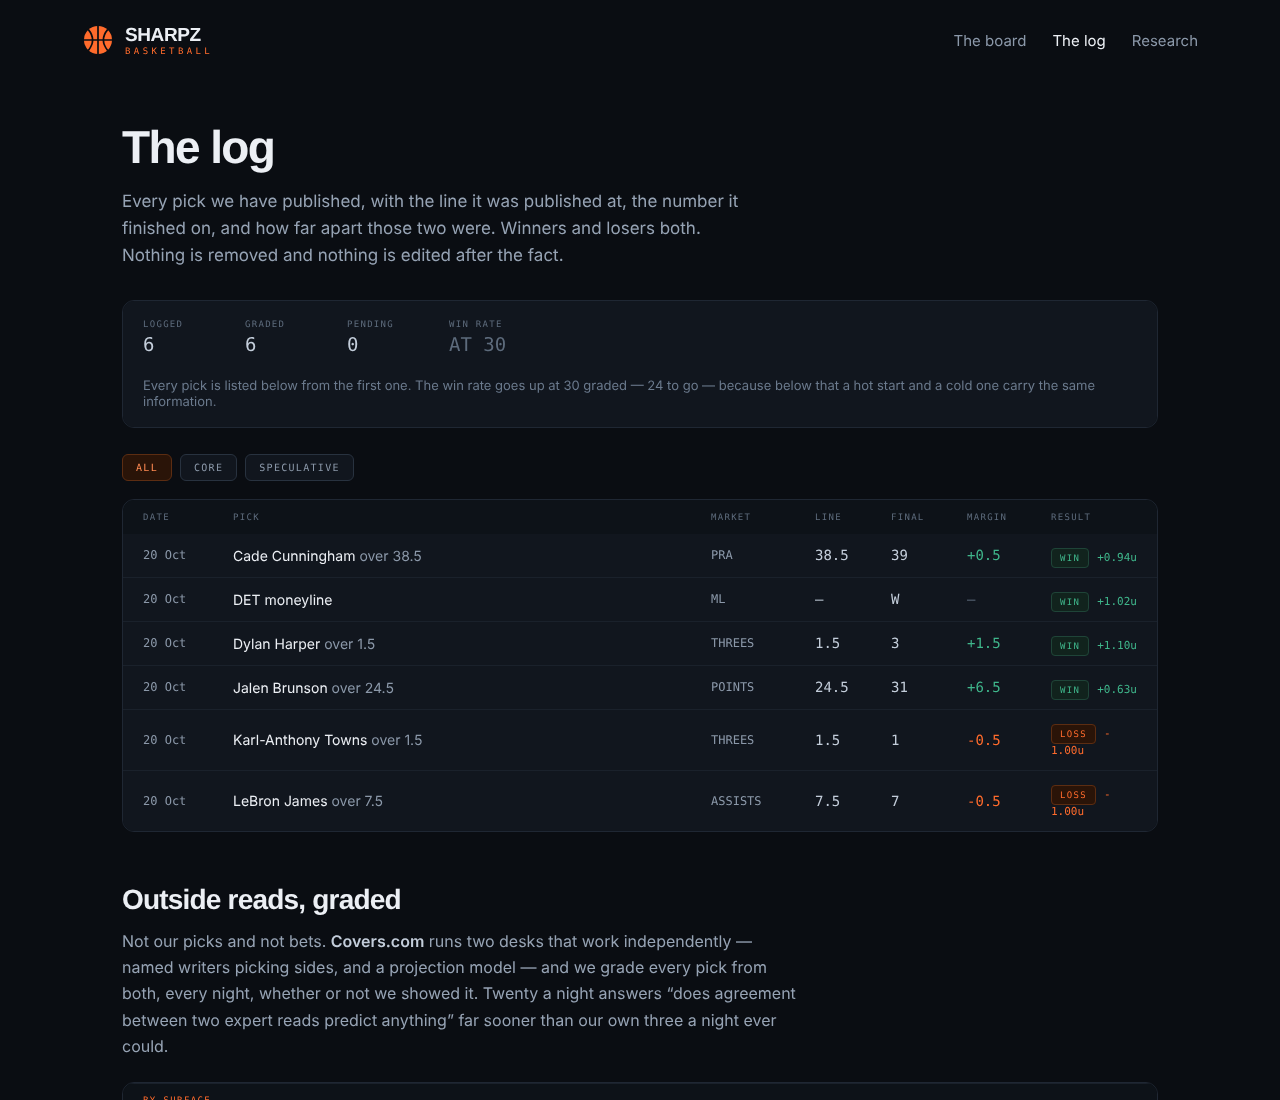 SHARPZ
BASKETBALL
The board The log Research
The log
Every pick we have published, with the line it was published at, the number it
finished on, and how far apart those two were. Winners and losers both.
Nothing is removed and nothing is edited after the fact.
LOGGED GRADED PENDING WIN RATE
6 6 0 AT 30
Every pick is listed below from the first one. The win rate goes up at 30 graded — 24 to go — because below that a hot start and a cold one carry the same
information.
ALL CORE SPECULATIVE
DATE PICK MARKET LINE FINAL MARGIN RESULT
20 Oct Cade Cunningham over 38.5 PRA 38.5 39 +0.5 WIN +0.94u
20 Oct DET moneyline ML — W — WIN +1.02u
20 Oct Dylan Harper over 1.5 THREES 1.5 3 +1.5 WIN +1.10u
20 Oct Jalen Brunson over 24.5 POINTS 24.5 31 +6.5 WIN +0.63u
20 Oct Karl-Anthony Towns over 1.5 THREES 1.5 1 -0.5 LOSS -
1.00u
20 Oct LeBron James over 7.5 ASSISTS 7.5 7 -0.5 LOSS -
1.00u
Outside reads, graded
Not our picks and not bets. Covers.com runs two desks that work independently —
named writers picking sides, and a projection model — and we grade every pick from
both, every night, whether or not we showed it. Twenty a night answers “does agreement
between two expert reads predict anything” far sooner than our own three a night ever
could.
BY SURFACE